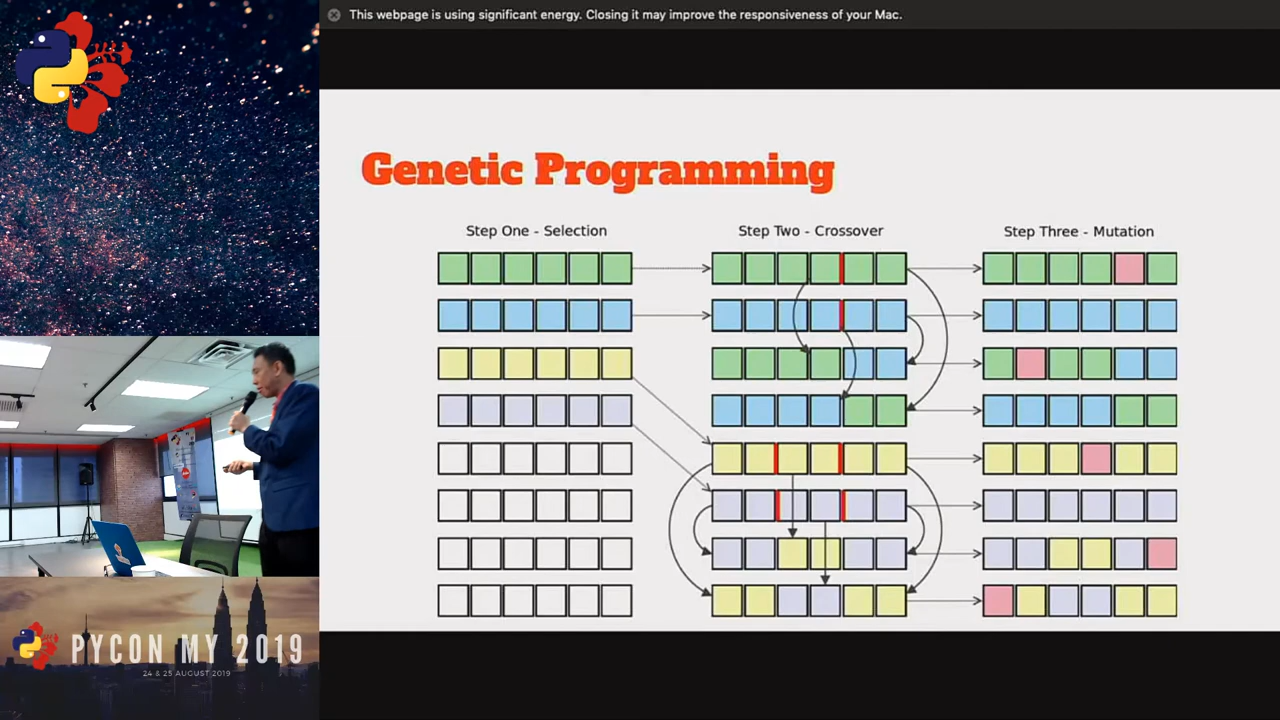 This webpage is using significant energy. Closing it may improve the responsiveness of your Mac.
Genetic Programming
Step One - Selection
Step Two - Crossover
Step Three - Mutation
PYCON MY 2019
24 & 25 AUGUST 2019